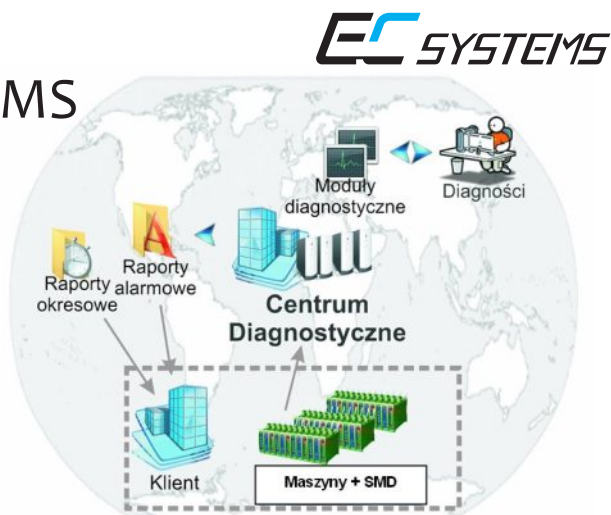 EC SYSTEMS
MS
Moduły
diagnostyczne
Diagności
Raporty
okresowe
Raporty
alarmowe
Centrum
Diagnostyczne
Klient
Maszyny + SMD